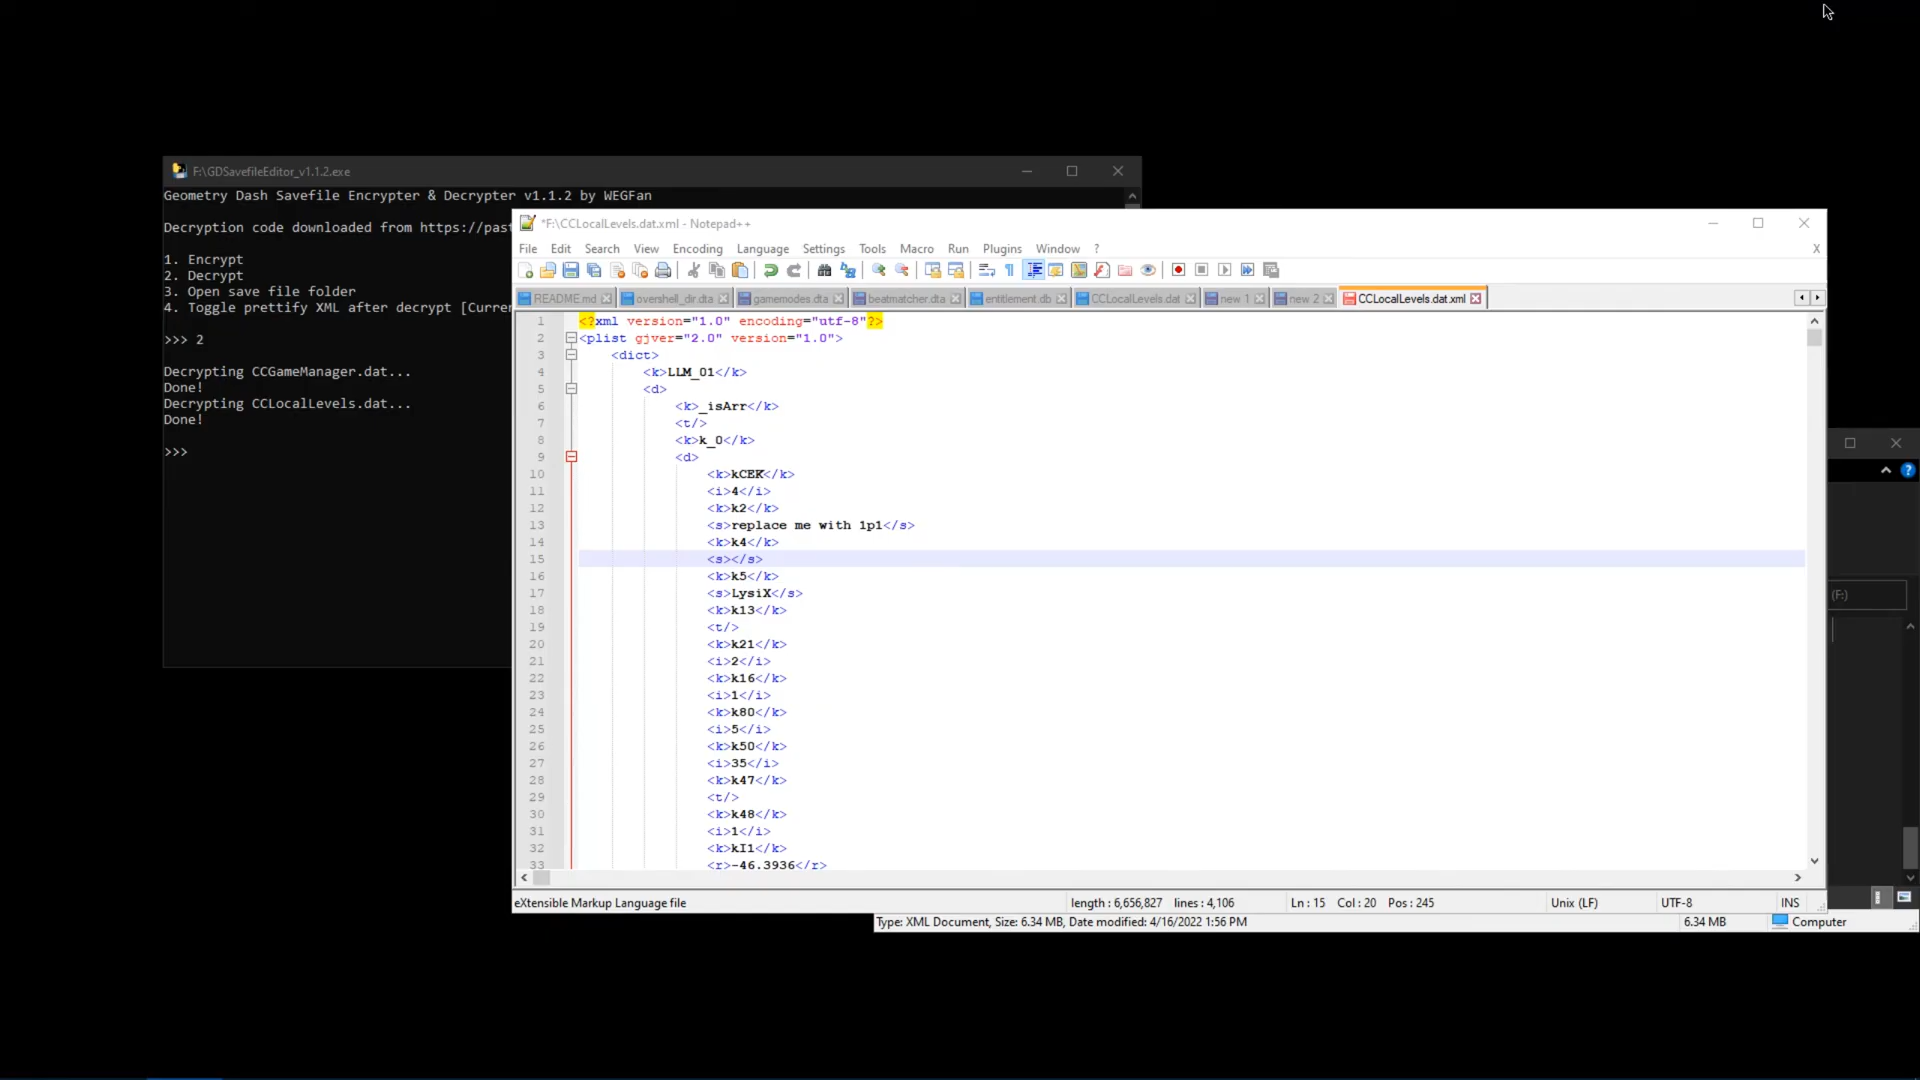 F:\GDSavefileEditor_v1.1.2.exe
Geometry Dash Savefile Encrypter & Decrypter v1.1.2 by WEGFan
Decryption code downloaded from https://past
1. Encrypt
2. Decrypt
3. Open save file folder
4. Toggle prettify XML after decrypt [Curren
>>> 2
Decrypting CCGameManager.dat...
Done!
Decrypting CCLocalLevels.dat...
Done!
>>>
*F:\CCLocalLevels.dat.xml - Notepad++
File Edit Search View Encoding Language Settings Tools Macro Run Plugins Window ? X
README.md overshell_dir.dta gamemodes.dta beatmatcher.dta entitlement.db CCLocalLevels.dat new 1 new 2 CCLocalLevels.dat.xml
1 <?xml version="1.0" encoding="utf-8"?>
2 <plist gjver="2.0" version="1.0">
3 <dict>
4 <k>LLM_01</k>
5 <d>
6 <k>_isArr</k>
7 <t/>
8 <k>k_0</k>
9 <d>
10 <k>kCEK</k>
11 <i>4</i>
12 <k>k2</k>
13 <s>replace me with 1p1</s>
14 <k>k4</k>
15 <s></s>
16 <k>k5</k>
17 <s>LysiX</s>
18 <k>k13</k>
19 <t/>
20 <k>k21</k>
21 <i>2</i>
22 <k>k16</k>
23 <i>1</i>
24 <k>k80</k>
25 <i>5</i>
26 <k>k50</k>
27 <i>35</i>
28 <k>k47</k>
29 <t/>
30 <k>k48</k>
31 <i>1</i>
32 <k>kI1</k>
33 <r>-46.3936</r>
eXtensible Markup Language file length : 6,656,827 lines : 4,106 Ln : 15 Col : 20 Pos : 245 Unix (LF) UTF-8 INS
(F:)
Type: XML Document, Size: 6.34 MB, Date modified: 4/16/2022 1:56 PM 6.34 MB Computer